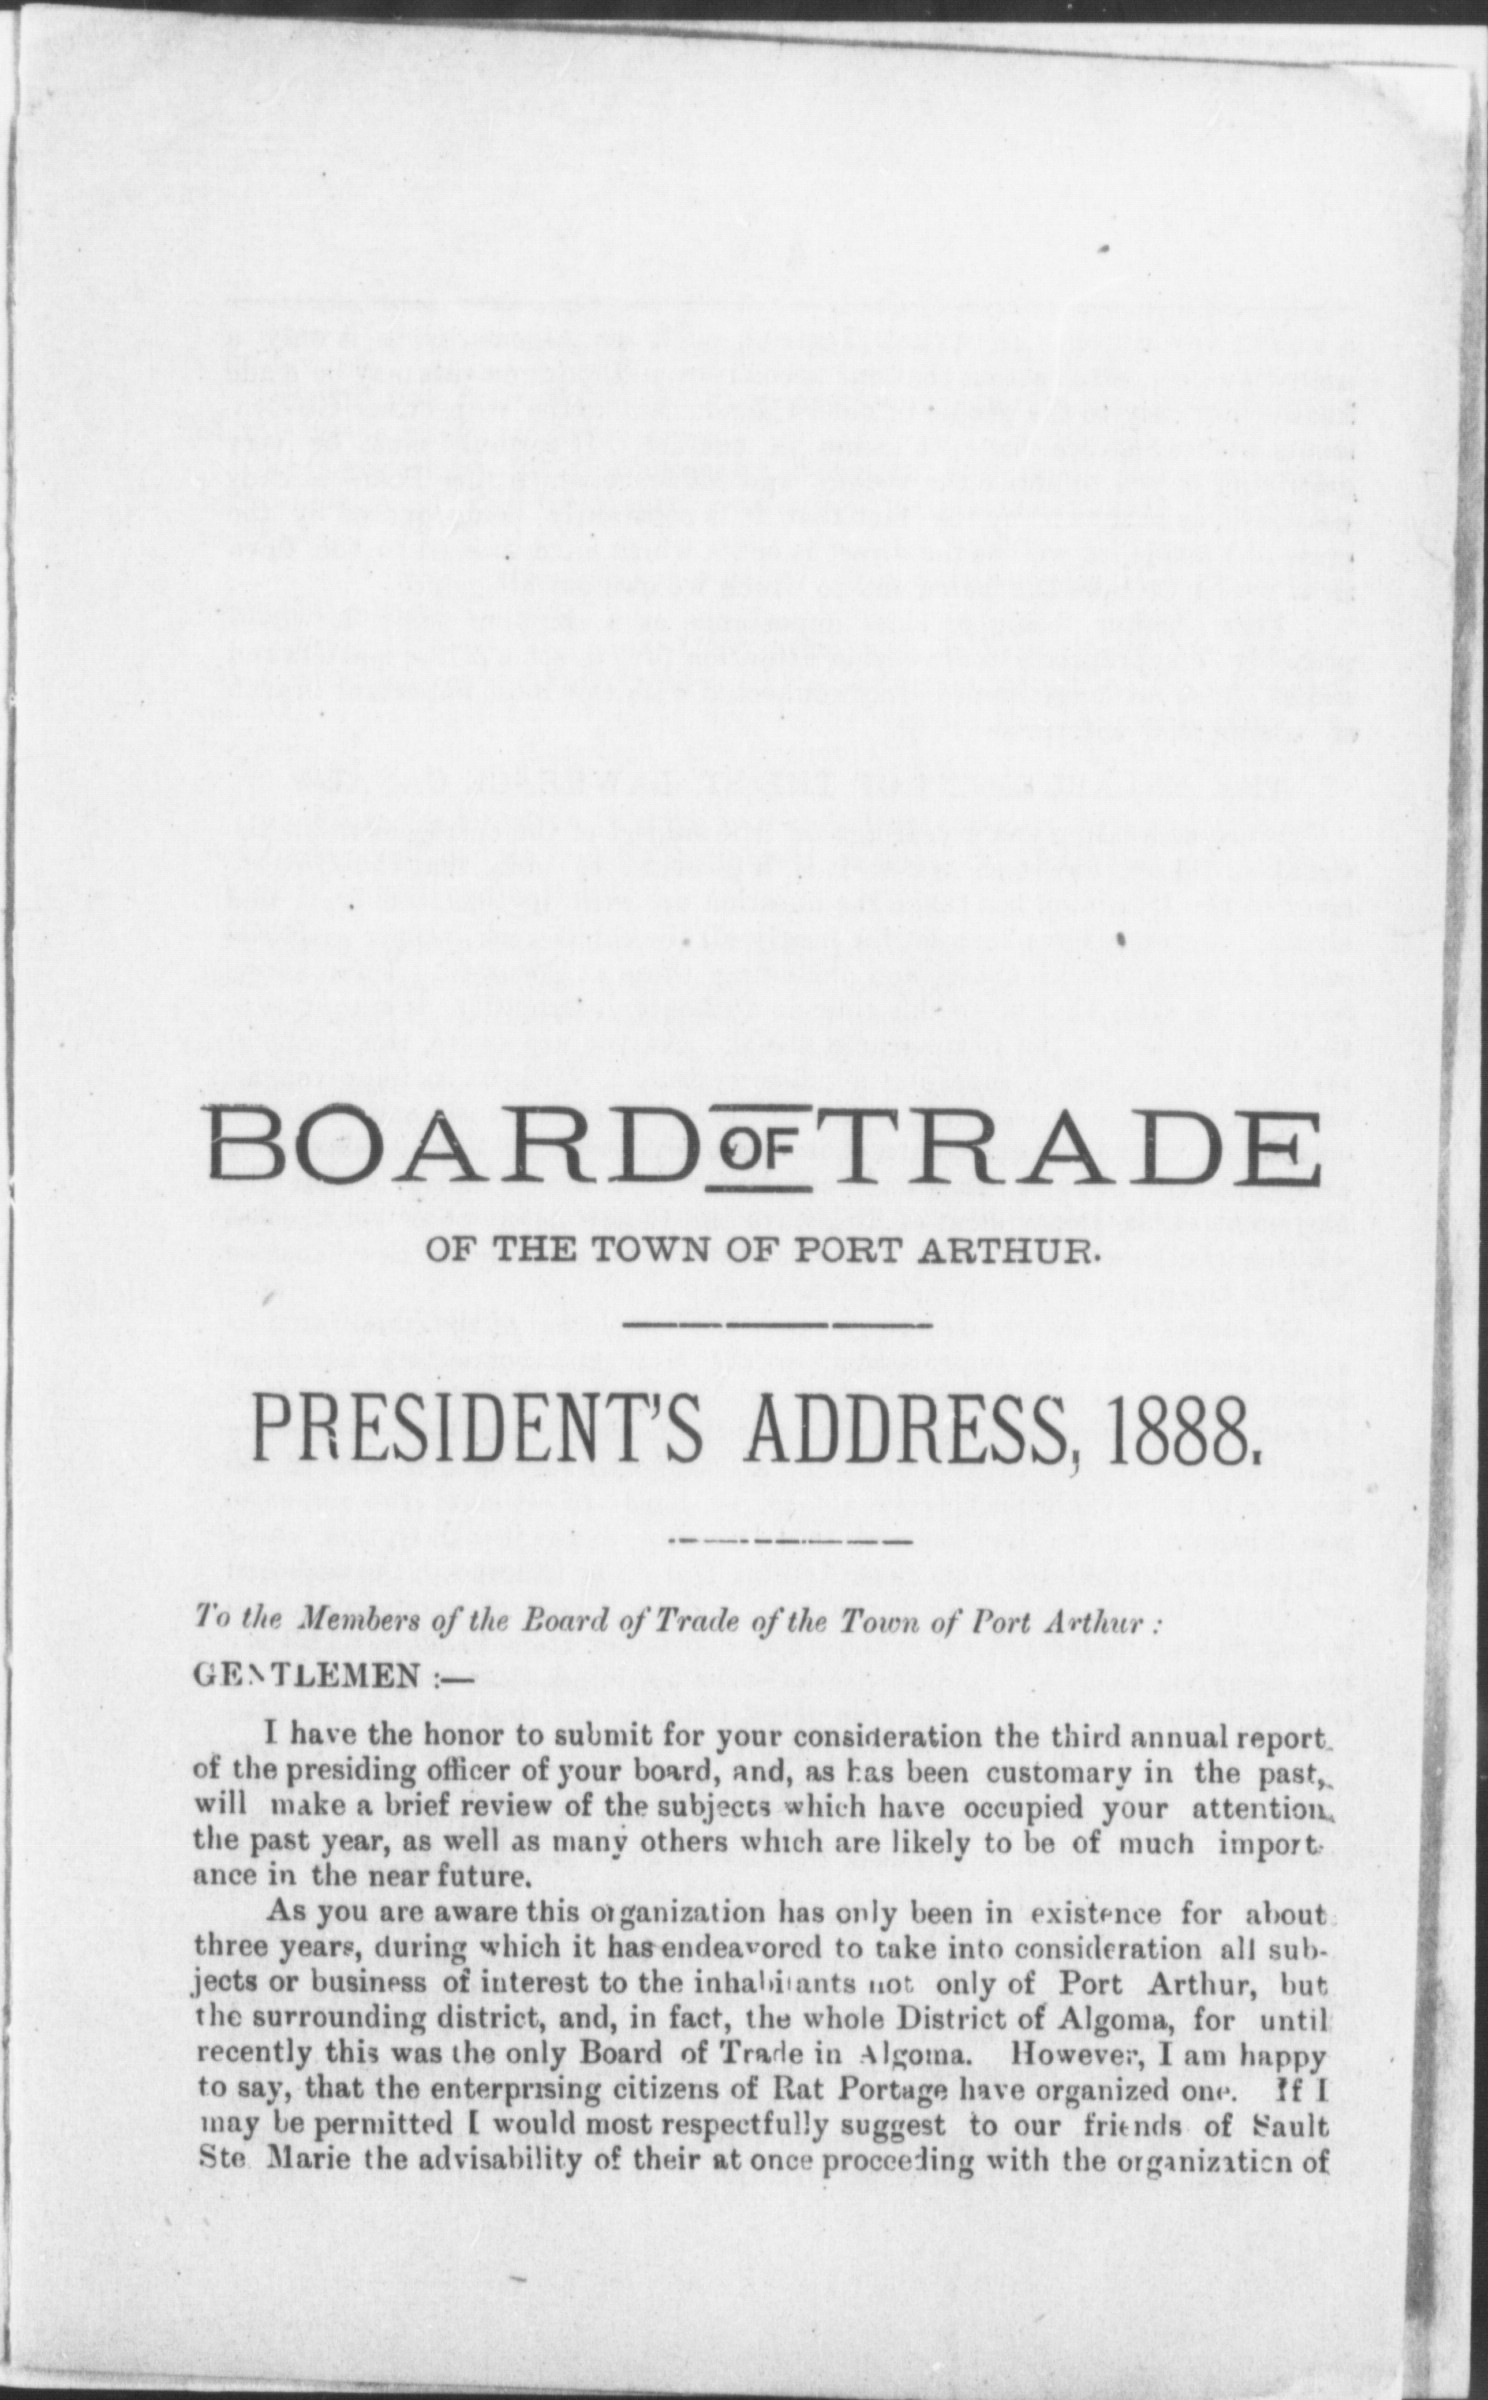 BOARD OF TRADE
OF THE TOWN OF PORT ARTHUR.
PRESIDENT'S ADDRESS, 1888.
To the Members of the Board of Trade of the Town of Port Arthur :
GENTLEMEN :—
I have the honor to submit for your consideration the third annual report
of the presiding officer of your board, and, as has been customary in the past,
will make a brief review of the subjects which have occupied your attention
the past year, as well as many others which are likely to be of much import-
ance in the near future.
As you are aware this organization has only been in existence for about
three years, during which it has endeavored to take into consideration all sub-
jects or business of interest to the inhabitants not only of Port Arthur, but
the surrounding district, and, in fact, the whole District of Algoma, for until
recently this was the only Board of Trade in Algoma. However, I am happy
to say, that the enterprising citizens of Rat Portage have organized one. If I
may be permitted I would most respectfully suggest to our friends of Sault
Ste Marie the advisability of their at once proceeding with the organization of